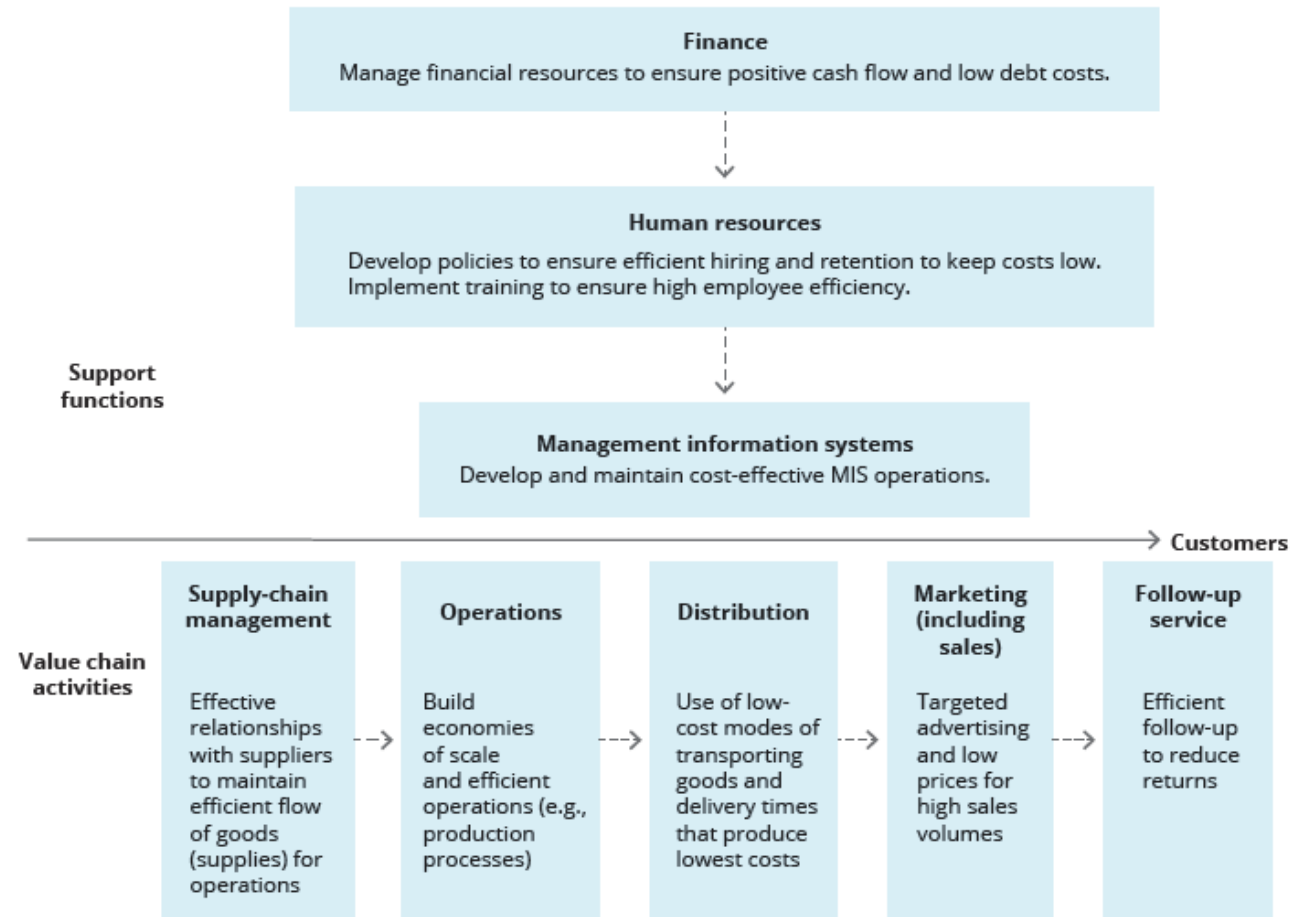 Finance
Manage financial resources to ensure positive cash flow and low debt costs.
Human resources
Develop policies to ensure efficient hiring and retention to keep costs low.
Implement training to ensure high employee efficiency.
Support
functions
Management information systems
Develop and maintain cost-effective MIS operations.
Customers
Value chain
activities
Supply-chain
management
Effective
relationships
with suppliers
to maintain
efficient flow
of goods
(supplies) for
operations
Operations
Build
economies
of scale
and efficient
operations (e.g.,
production
processes)
Distribution
Use of low-
cost modes of
transporting
goods and
delivery times
that produce
lowest costs
Marketing
(including
sales)
Targeted
advertising
and low
prices for
high sales
volumes
Follow-up
service
Efficient
follow-up
to reduce
returns